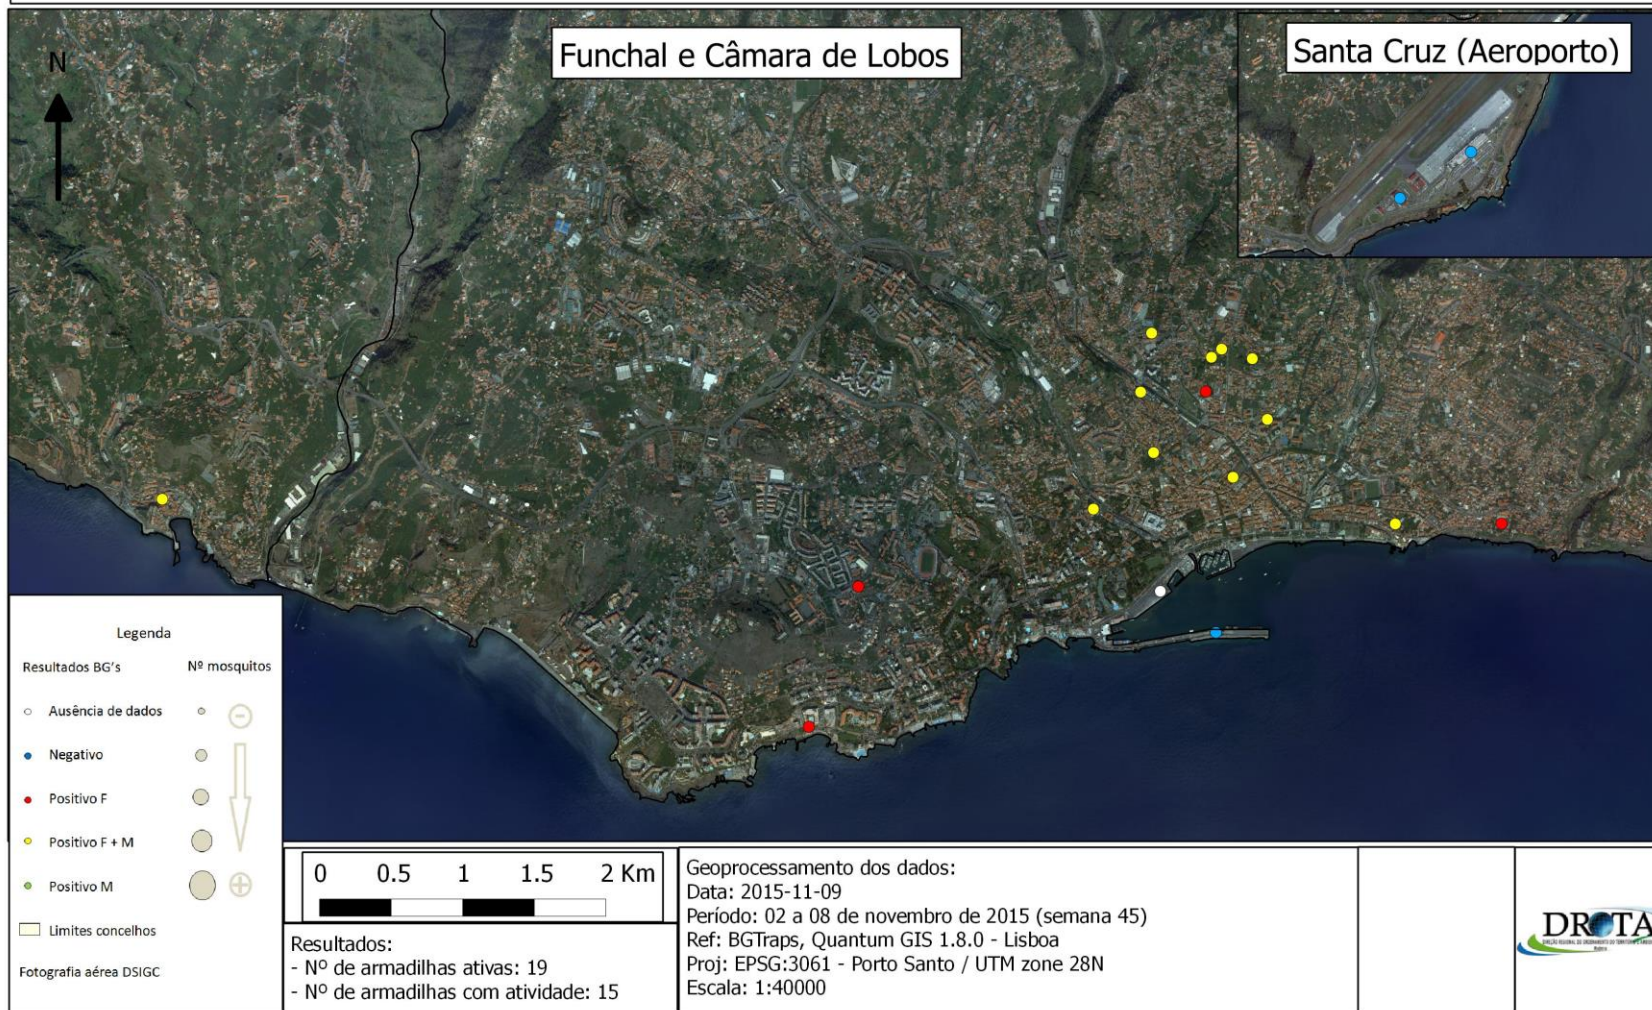 Funchal e Câmara de Lobos
Santa Cruz (Aeroporto)
N
Legenda
Resultados BG's
Nº mosquitos
Ausência de dados
Negativo
Positivo F
Positivo F + M
Positivo M
Limites concelhos
Fotografia aérea DSIGC
0 0.5 1 1.5 2 Km
Resultados:
- Nº de armadilhas ativas: 19
- Nº de armadilhas com atividade: 15
Geoprocessamento dos dados:
Data: 2015-11-09
Período: 02 a 08 de novembro de 2015 (semana 45)
Ref: BGTraps, Quantum GIS 1.8.0 - Lisboa
Proj: EPSG:3061 - Porto Santo / UTM zone 28N
Escala: 1:40000
DROTA